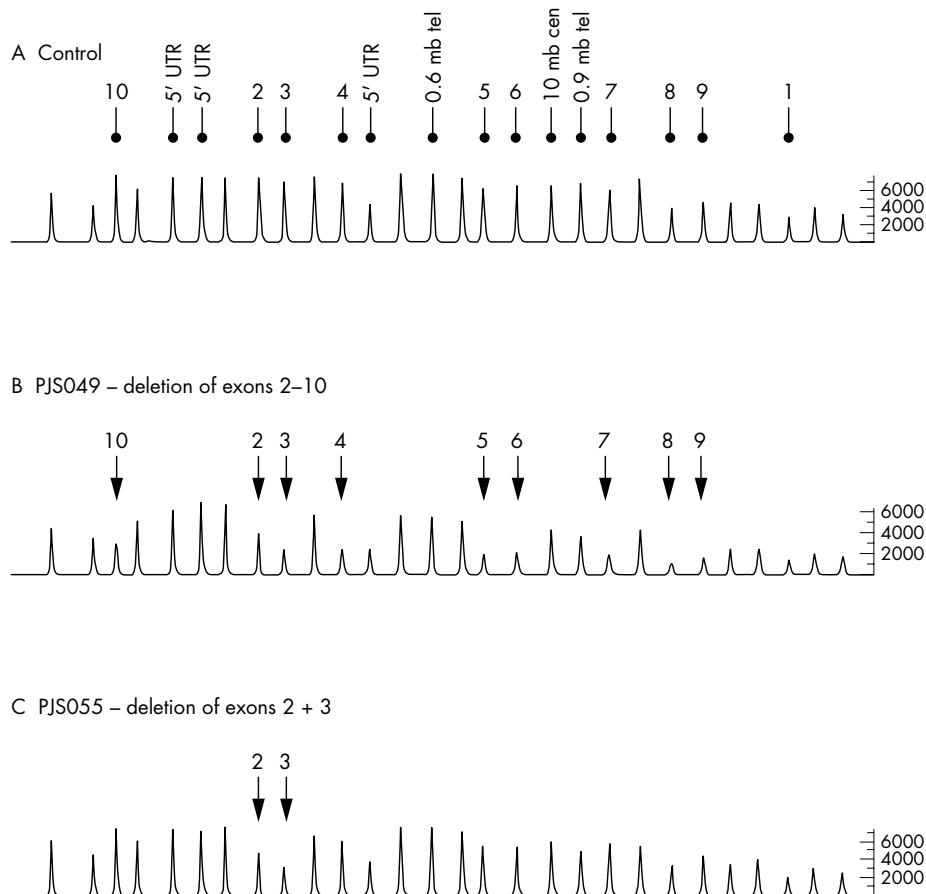 A Control
10 5' UTR 5' UTR 2 3 4 5' UTR 0.6 mb tel 5 6 10 mb cen 0.9 mb tel 7 8 9 1
6000
4000
2000
B PJS049 – deletion of exons 2–10
10 2 3 4 5 6 7 8 9
6000
4000
2000
C PJS055 – deletion of exons 2 + 3
2 3
6000
4000
2000